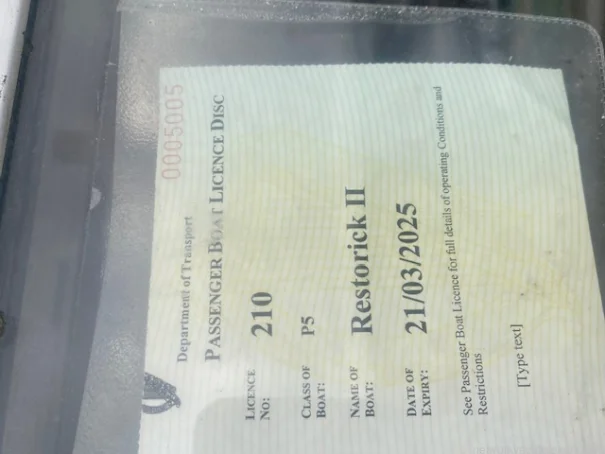 0005005
Department of Transport
PASSENGER BOAT LICENCE DISC
LICENCE
NO:
210
CLASS OF
BOAT:
P5
NAME OF
BOAT:
Restorick II
DATE OF
EXPIRY:
21/03/2025
See Passenger Boat Licence for full details of operating Conditions and
Restrictions
[Type text]